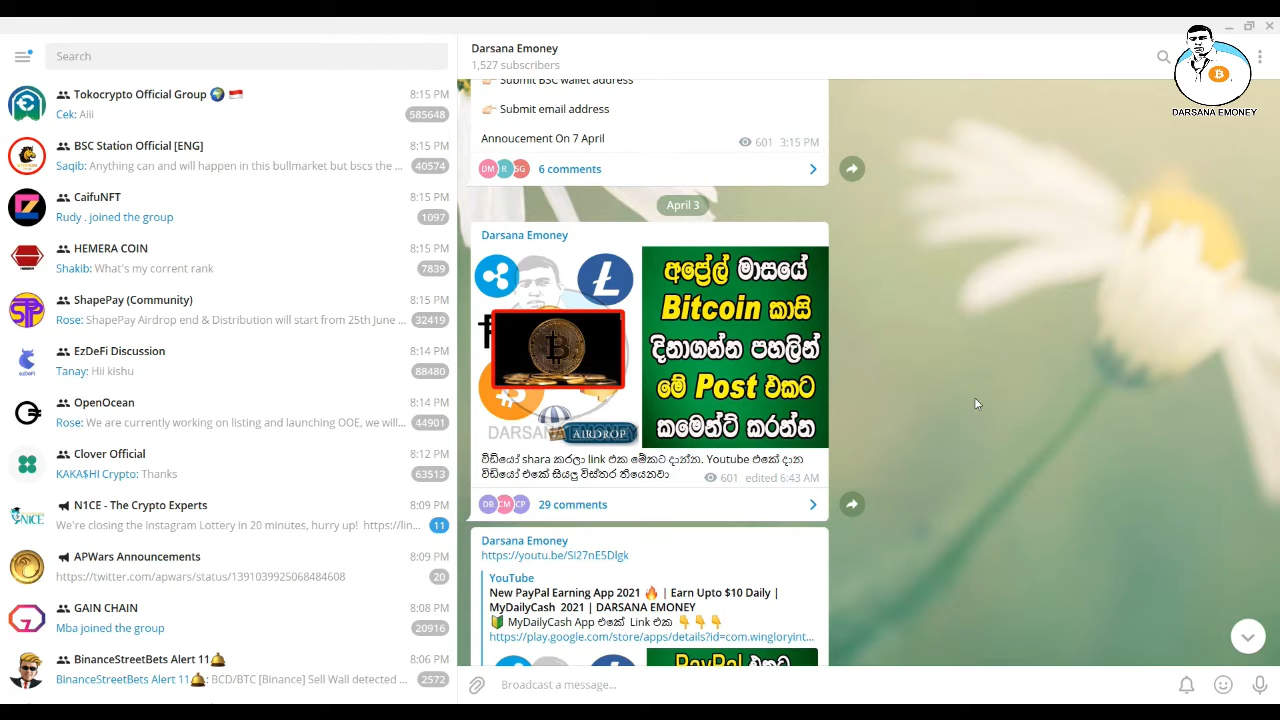 Search
Tokocrypto Official Group 🌍 🇮🇩 8:15 PM
Cek: Aiii 585648
BSC Station Official [ENG] 8:15 PM
Saqib: Anything can and will happen in this bullmarket but bscs the ... 40574
CaifuNFT 8:15 PM
Rudy . joined the group 1097
HEMERA COIN 8:15 PM
Shakib: What's my corrent rank 7839
ShapePay (Community) 8:15 PM
Rose: ShapePay Airdrop end & Distribution will start from 25th June ... 32419
EzDeFi Discussion 8:14 PM
Tanay: Hii kishu 88480
OpenOcean 8:14 PM
Rose: We are currently working on listing and launching OOE, we will... 44901
Clover Official 8:12 PM
KAKA$HI Crypto: Thanks 63513
N1CE - The Crypto Experts 8:09 PM
We're closing the Instagram Lottery in 20 minutes, hurry up! https://lin... 11
APWars Announcements 8:09 PM
https://twitter.com/apwars/status/1391039925068484608 20
GAIN CHAIN 8:08 PM
Mba joined the group 20916
BinanceStreetBets Alert 11🛎 8:06 PM
BinanceStreetBets Alert 11🛎: BCD/BTC [Binance] Sell Wall detected ... 2572
Darsana Emoney
1,527 subscribers
👉 Submit BSC wallet address
👉 Submit email address
Annoucement On 7 April 601 3:15 PM
DM R SG 6 comments
April 3
Darsana Emoney
අප්‍රේල් මාසයේ
Bitcoin කාසි
දිනාගන්න පහලින්
මේ Post එකට
කමෙන්ට් කරන්න
DARSANA EMONEY
AIRDROP
විඩියෝ shara කරලා link එක මේකට දාන්න. Youtube එකේ දාන
විඩියෝ එකේ සියලු විස්තර තියෙනවා 601 edited 6:43 AM
DB CM CP 29 comments
Darsana Emoney
https://youtu.be/Sl27nE5Dlgk
YouTube
New PayPal Earning App 2021 🔥 | Earn Upto $10 Daily |
MyDailyCash 2021 | DARSANA EMONEY
🔰 MyDailyCash App එකේ Link එක 👇👇👇
https://play.google.com/store/apps/details?id=com.wingloryint...
PayPal එකට
Broadcast a message...
DARSANA EMONEY